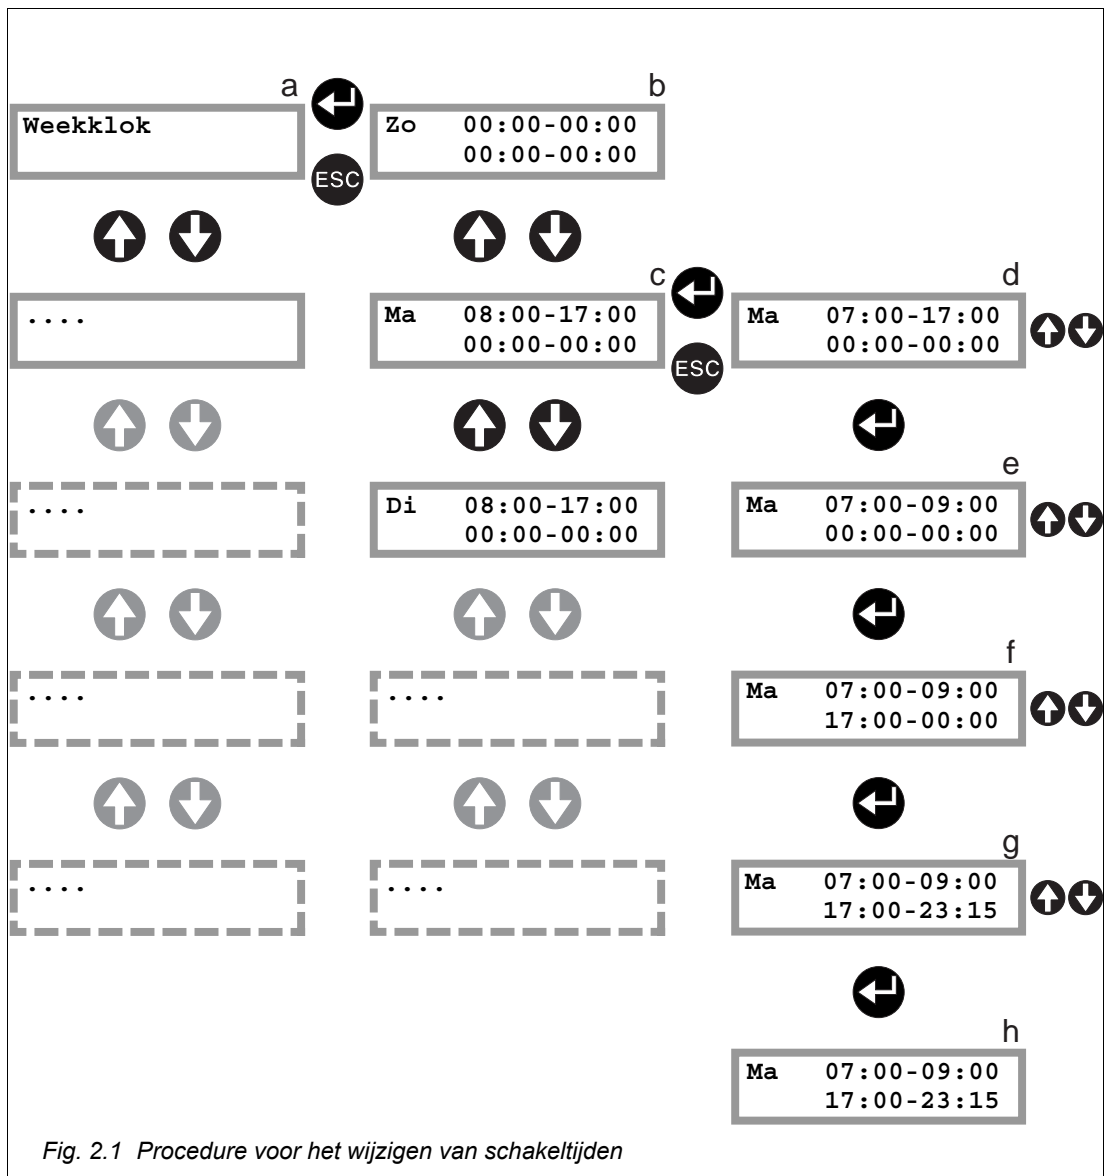 a
b
Weekklok
ESC
Zo 00:00-00:00
00:00-00:00
c
d
....
Ma 08:00-17:00
00:00-00:00
ESC
Ma 07:00-17:00
00:00-00:00
e
....
Di 08:00-17:00
00:00-00:00
Ma 07:00-09:00
00:00-00:00
f
....
....
Ma 07:00-09:00
17:00-00:00
g
....
....
Ma 07:00-09:00
17:00-23:15
h
Ma 07:00-09:00
17:00-23:15
Fig. 2.1 Procedure voor het wijzigen van schakeltijden